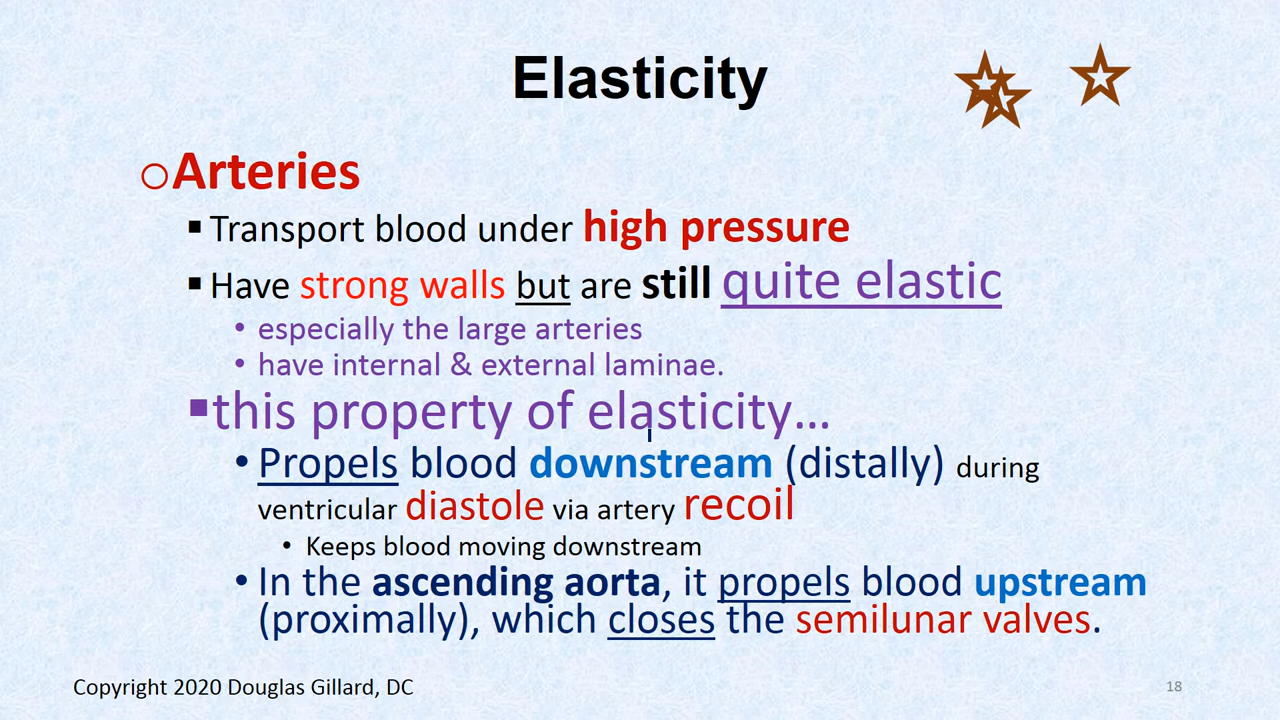 Elasticity
Arteries
Transport blood under high pressure
Have strong walls but are still quite elastic
especially the large arteries
have internal & external laminae.
this property of elasticity…
Propels blood downstream (distally) during
ventricular diastole via artery recoil
Keeps blood moving downstream
In the ascending aorta, it propels blood upstream
(proximally), which closes the semilunar valves.
Copyright 2020 Douglas Gillard, DC
18